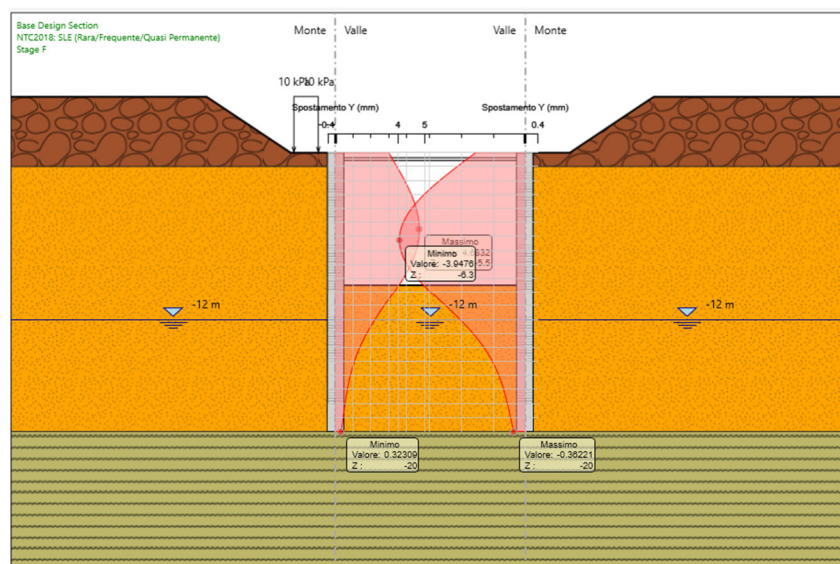 Base Design Section
NTC2018: SLE (Rara/Frequente/Quasi Permanente)
Stage F
Monte Valle Valle Monte
10 kPa 10 kPa
Spostamento Y (mm) Spostamento Y (mm)
-0.4 4 5 0.4
Massimo
Minimo
Valore: -3.9476
Z : -6.3
-12 m -12 m -12 m
Minimo Massimo
Valore: 0.32309 Valore: -0.36221
Z : -20 Z : -20